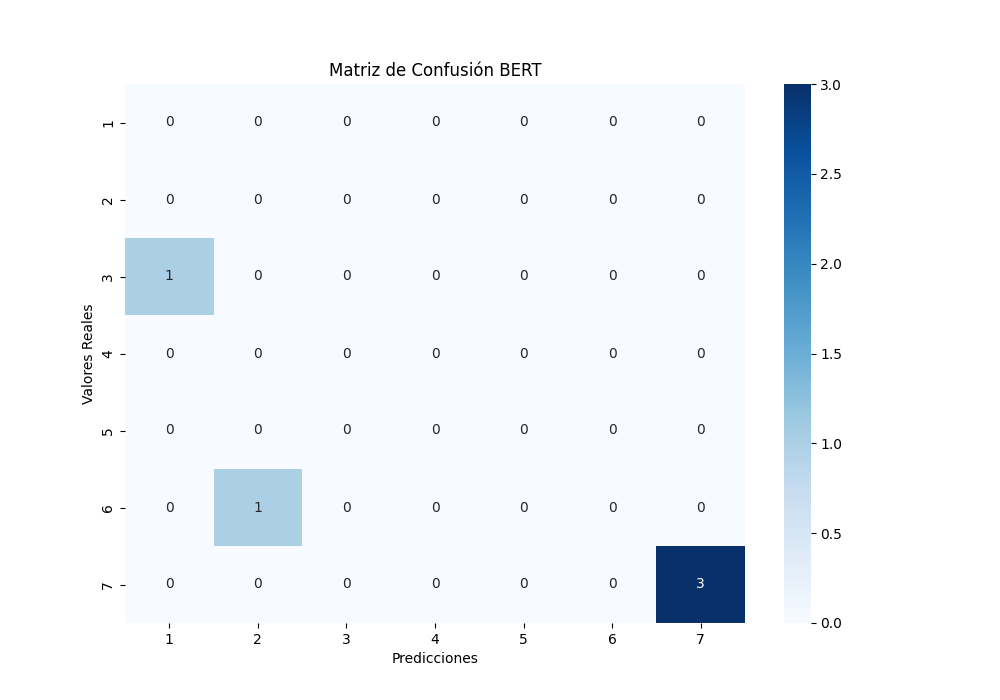 Matriz de Confusión BERT
1 0 0 0 0 0 0 0
2 0 0 0 0 0 0 0
3 1 0 0 0 0 0 0
4 0 0 0 0 0 0 0
5 0 0 0 0 0 0 0
6 0 1 0 0 0 0 0
7 0 0 0 0 0 0 3
1 2 3 4 5 6 7
Predicciones
Valores Reales
3.0
2.5
2.0
1.5
1.0
0.5
0.0